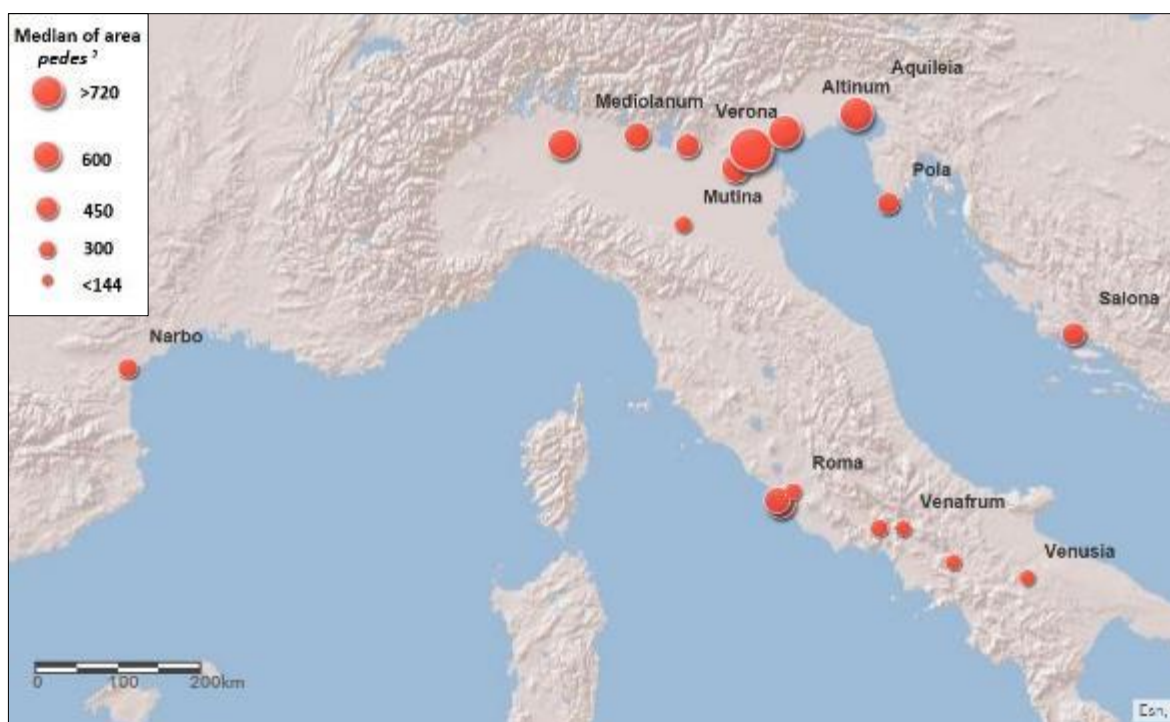 Median of area
pedes ²
>720
600
450
300
<144
Aquileia
Altinum
Mediolanum
Verona
Pola
Mutina
Salona
Narbo
Roma
Venafrum
Venusia
0 100 200km
Esri,